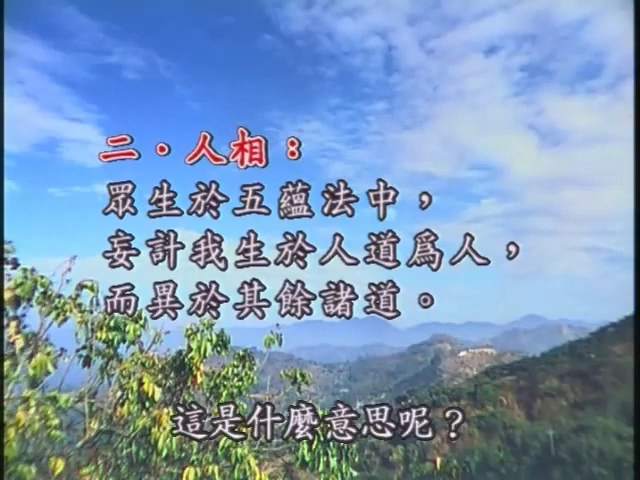 二．人相：
眾生於五蘊法中，
妄計我生於人道爲人，
而異於其餘諸道。
這是什麼意思呢？